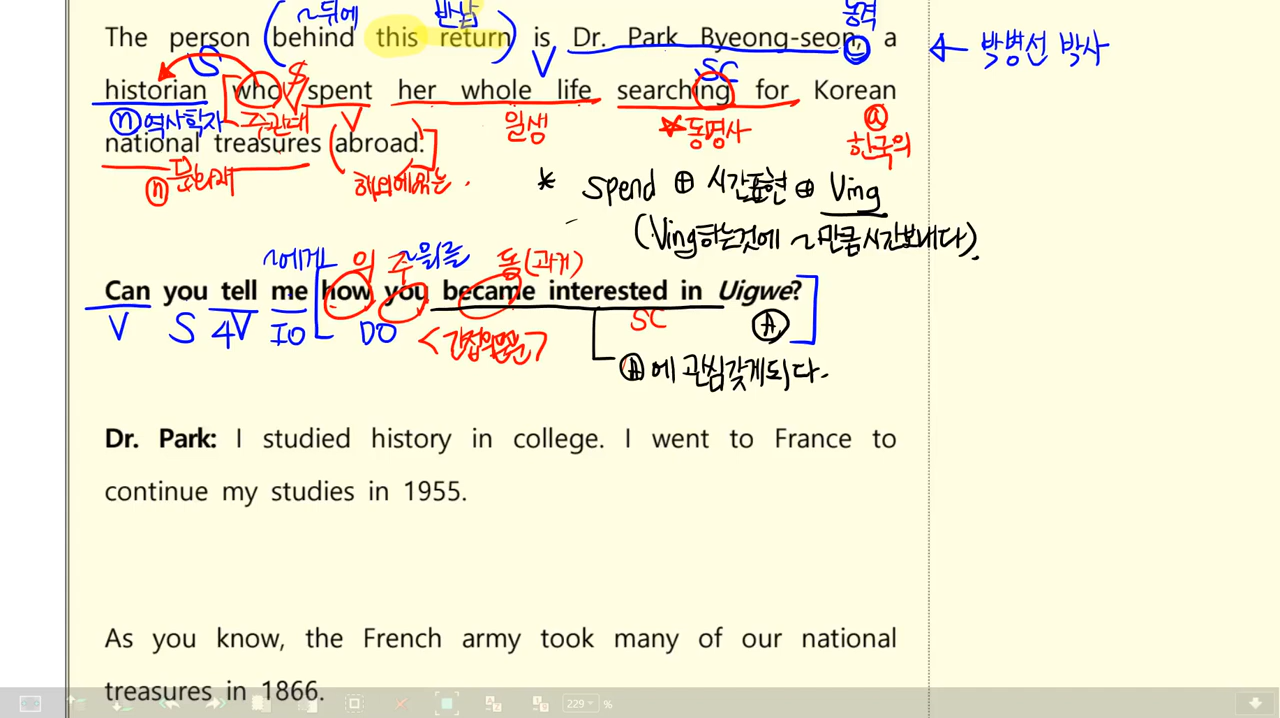 ~뒤에 반납 동격
The person (behind this return) is Dr. Park Byeong-seon, a ← 박병선 박사
S V SC $
historian [who spent her whole life searching for Korean
ⓝ 역사학자 주관대 V 일생 ★동명사 ⓐ 한국의
national treasures (abroad.)]
ⓝ 문화재 해외에있는.
* spend ⊕ 시간표현 ⊕ Ving
(Ving하는것에 ~만큼시간보내다).
~에게 의 주 ~을를 동(과거)
Can you tell me [how you became interested in Uigwe?]
V S 4V IO DO <간접의문문> SC Ⓐ
Ⓐ에 관심갖게되다.
Dr. Park: I studied history in college. I went to France to
continue my studies in 1955.
As you know, the French army took many of our national
treasures in 1866.
229 %